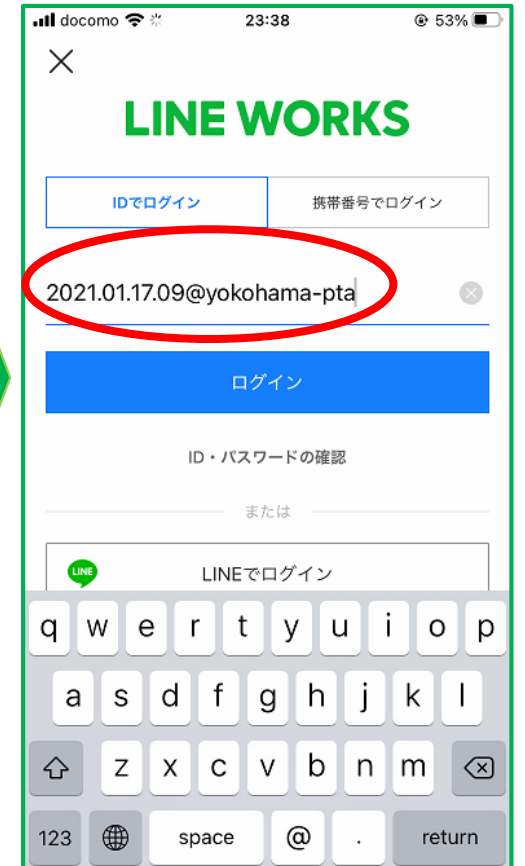 docomo 23:38 53%
LINE WORKS
IDでログイン 携帯番号でログイン
2021.01.17.09@yokohama-pta
ログイン
ID・パスワードの確認
または
LINE LINEでログイン
q w e r t y u i o p
a s d f g h j k l
z x c v b n m
123 space @ . return